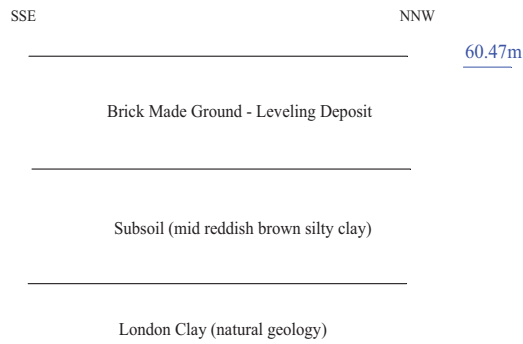 SSE NNW
60.47m
Brick Made Ground - Leveling Deposit
Subsoil (mid reddish brown silty clay)
London Clay (natural geology)